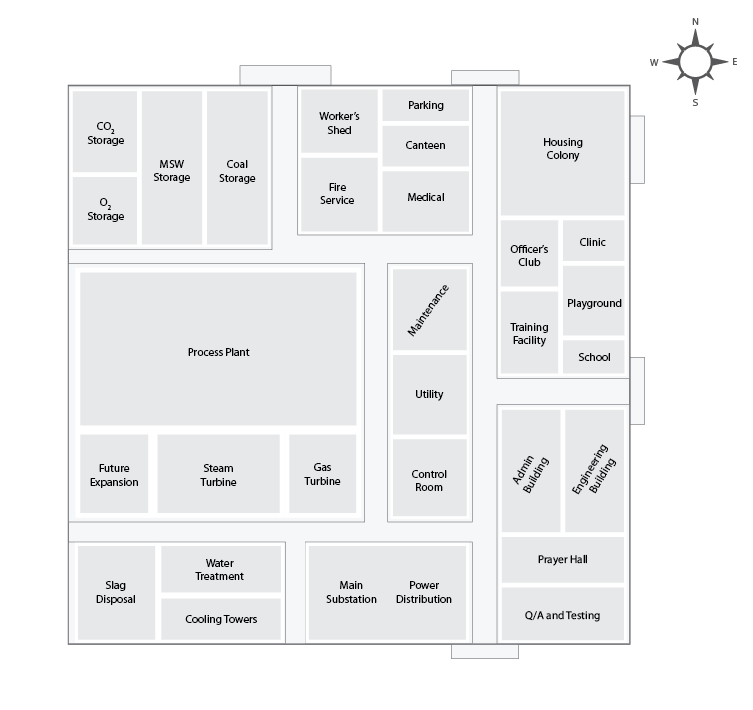 N
W E
S
CO2
Storage
O2
Storage
MSW
Storage
Coal
Storage
Worker's
Shed
Fire
Service
Parking
Canteen
Medical
Housing
Colony
Officer's
Club
Training
Facility
Clinic
Playground
School
Process Plant
Future
Expansion
Steam
Turbine
Gas
Turbine
Maintenance
Utility
Control
Room
Admin
Building
Engineering
Building
Prayer Hall
Q/A and Testing
Slag
Disposal
Water
Treatment
Cooling Towers
Main
Substation
Power
Distribution